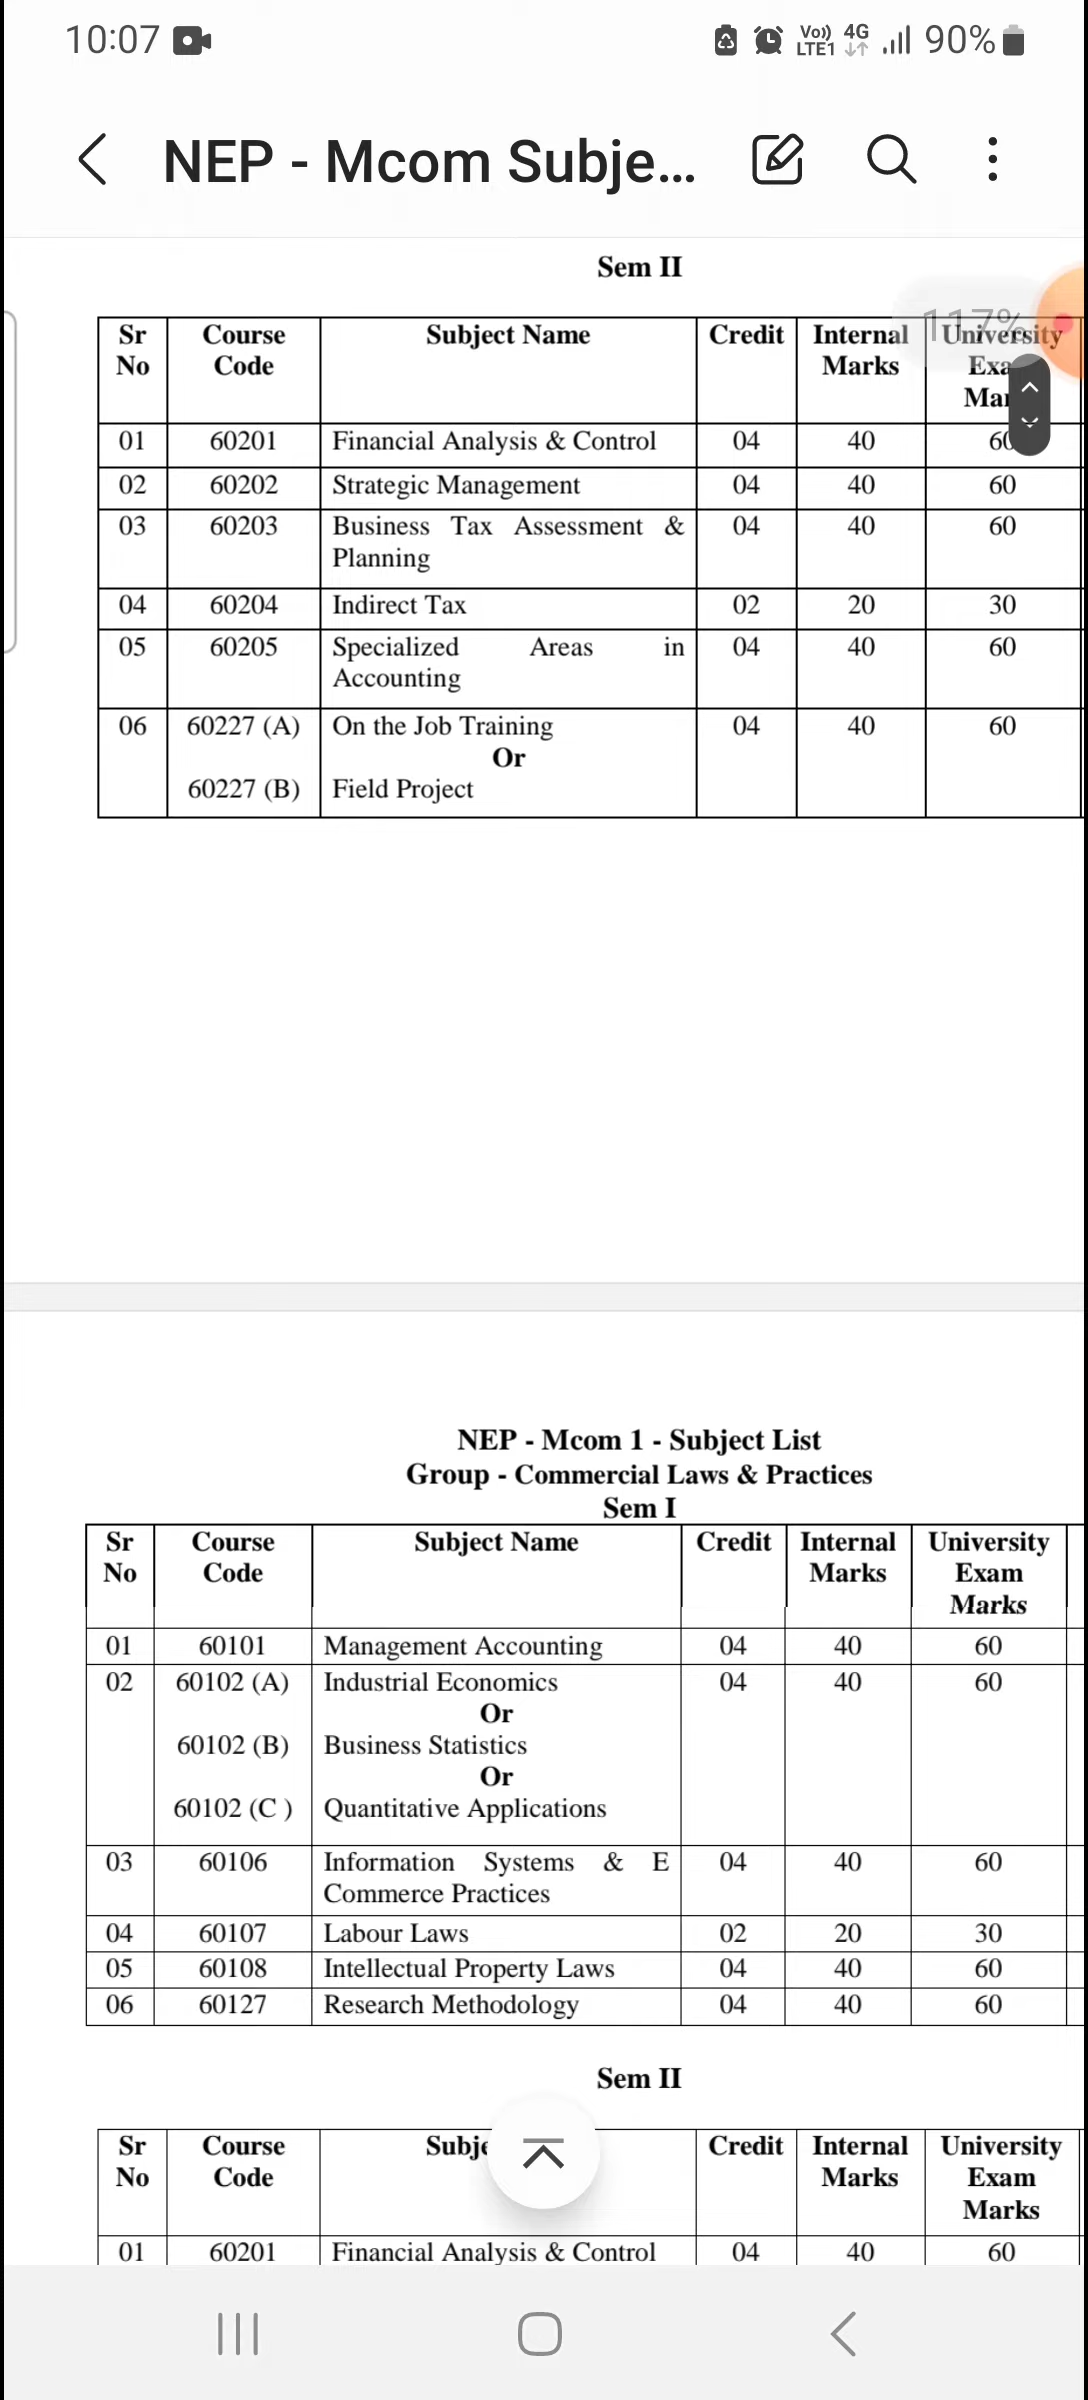 10:07 Vo)) LTE1 4G 90%
NEP - Mcom Subje...
117%
Sem II
Sr No Course Code Subject Name Credit Internal Marks University
01 60201 Financial Analysis & Control 04 40
02 60202 Strategic Management 04 40 60
03 60203 Business Tax Assessment & 04 40 60
Planning
04 60204 Indirect Tax 02 20 30
05 60205 Specialized Areas in 04 40 60
Accounting
06 60227 (A) On the Job Training 04 40 60
Or
60227 (B) Field Project
NEP - Mcom 1 - Subject List
Group - Commercial Laws & Practices
Sem I
Sr No Course Code Subject Name Credit Internal Marks University Exam Marks
01 60101 Management Accounting 04 40 60
02 60102 (A) Industrial Economics 04 40 60
Or
60102 (B) Business Statistics
Or
60102 (C ) Quantitative Applications
03 60106 Information Systems & E 04 40 60
Commerce Practices
04 60107 Labour Laws 02 20 30
05 60108 Intellectual Property Laws 04 40 60
06 60127 Research Methodology 04 40 60
Sem II
Sr No Course Code Credit Internal Marks University Exam Marks
01 60201 Financial Analysis & Control 04 40 60